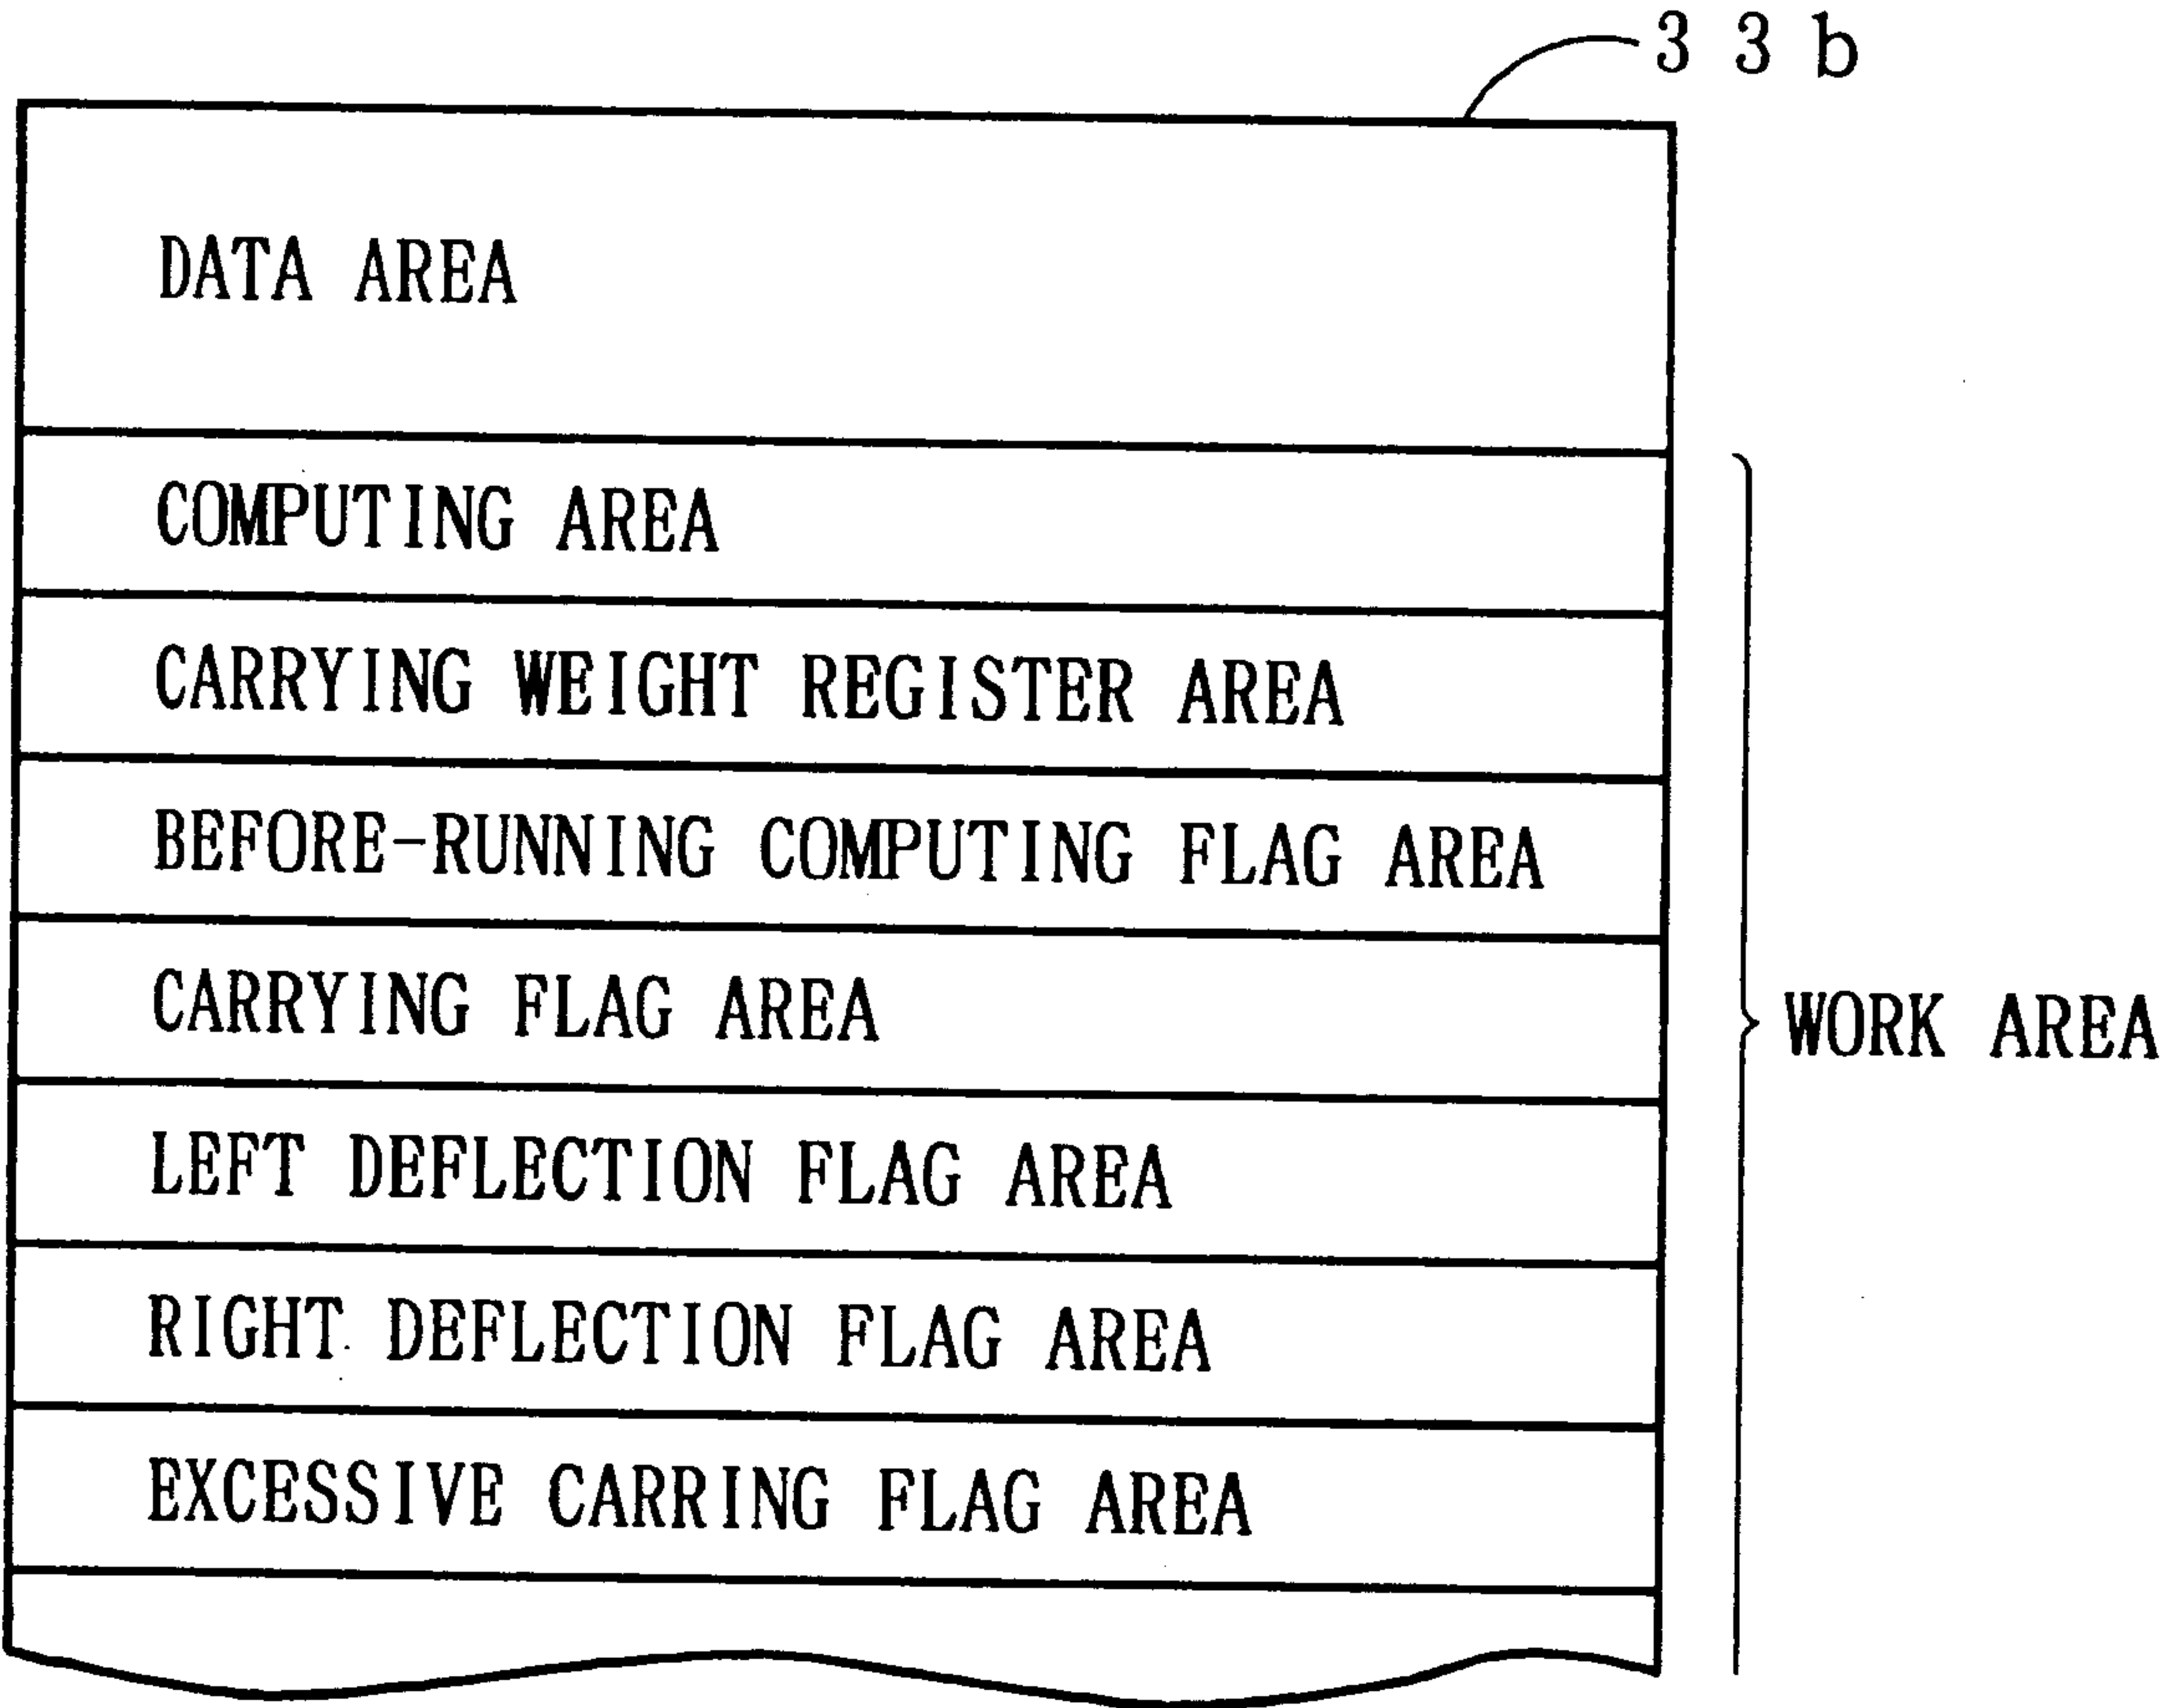 33b
DATA AREA
COMPUTING AREA
CARRYING WEIGHT REGISTER AREA
BEFORE-RUNNING COMPUTING FLAG AREA
CARRYING FLAG AREA
WORK AREA
LEFT DEFLECTION FLAG AREA
RIGHT DEFLECTION FLAG AREA
EXCESSIVE CARRING FLAG AREA